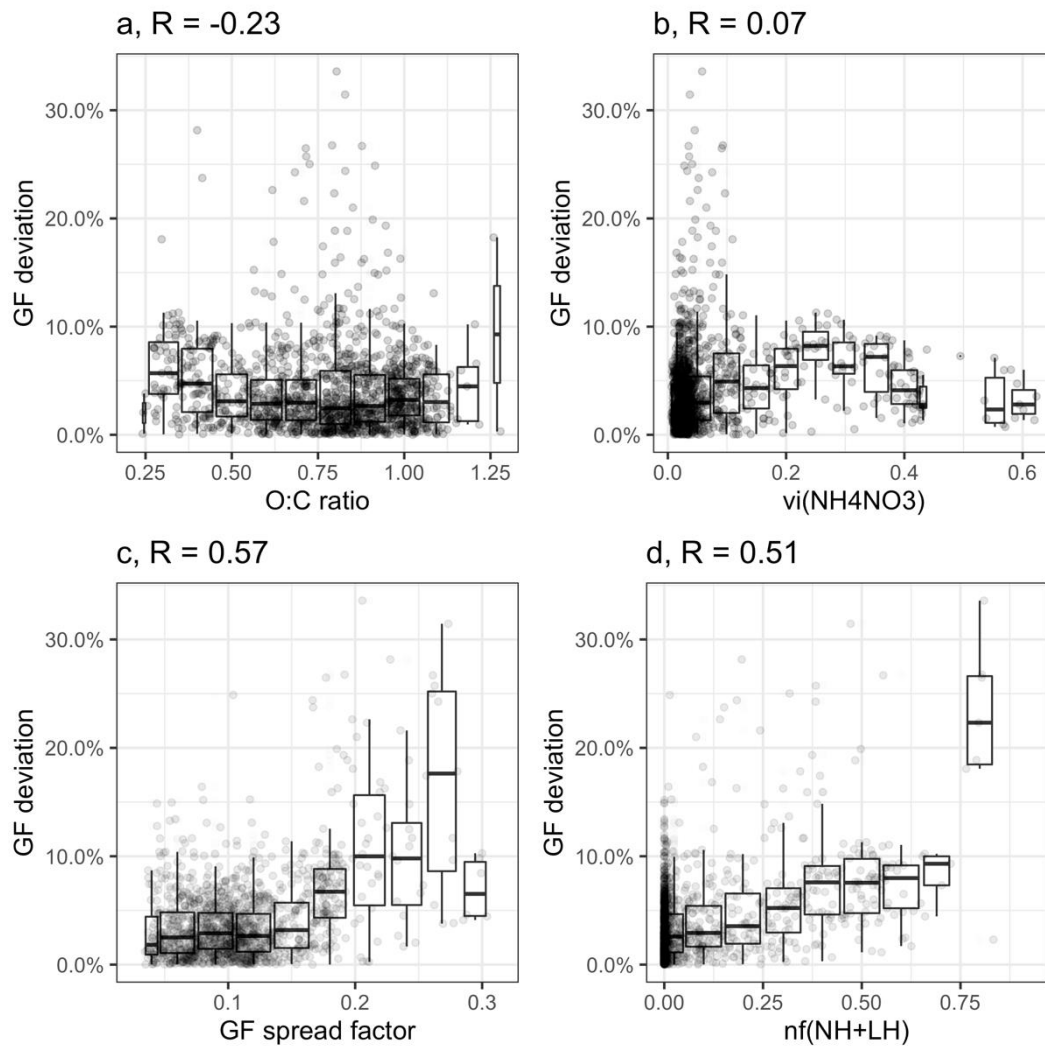 a, R = -0.23
b, R = 0.07
GF deviation
30.0%
20.0%
10.0%
0.0%
0.25 0.50 0.75 1.00 1.25
O:C ratio
GF deviation
30.0%
20.0%
10.0%
0.0%
0.0 0.2 0.4 0.6
vi(NH4NO3)
c, R = 0.57
d, R = 0.51
GF deviation
30.0%
20.0%
10.0%
0.0%
0.1 0.2 0.3
GF spread factor
GF deviation
30.0%
20.0%
10.0%
0.0%
0.00 0.25 0.50 0.75
nf(NH+LH)